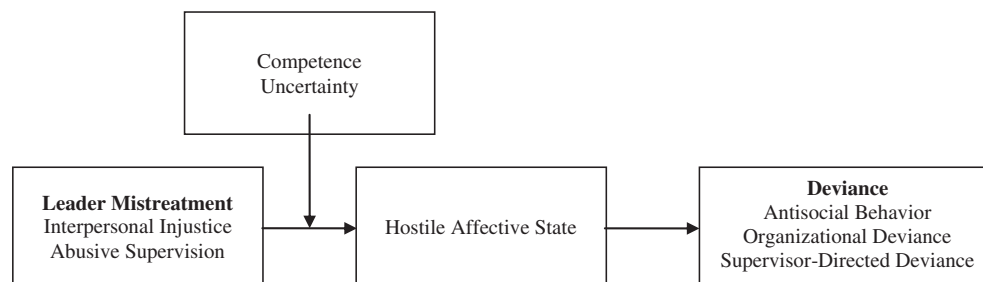 Competence
Uncertainty
Leader Mistreatment
Interpersonal Injustice
Abusive Supervision
Hostile Affective State
Deviance
Antisocial Behavior
Organizational Deviance
Supervisor-Directed Deviance